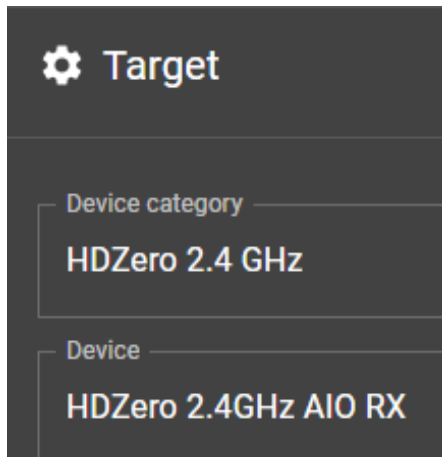 Target
Device category
HDZero 2.4 GHz
Device
HDZero 2.4GHz AIO RX